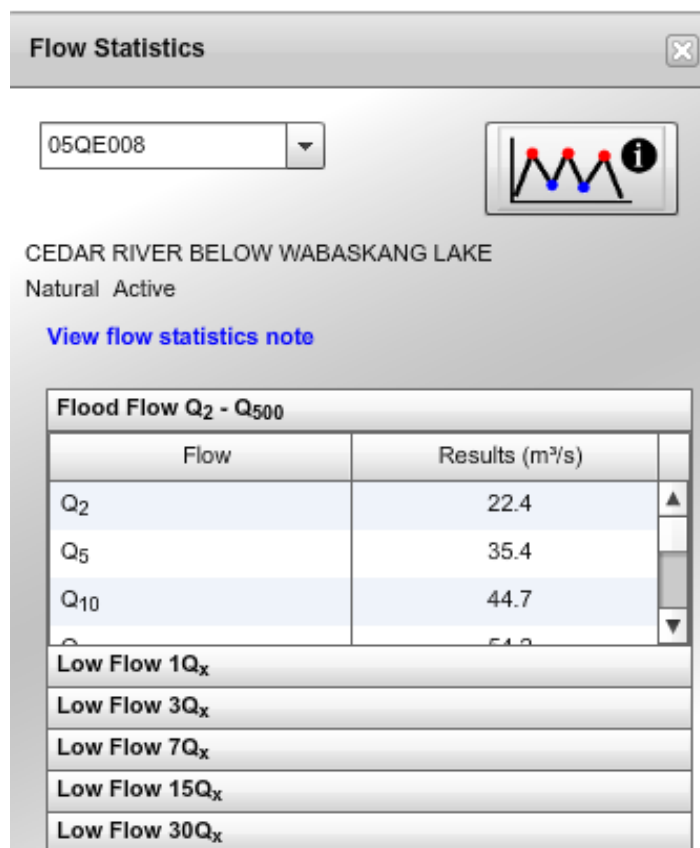 Flow Statistics
05QE008
CEDAR RIVER BELOW WABASKANG LAKE
Natural Active
View flow statistics note
Flood Flow Q2 - Q500
Flow Results (m³/s)
Q2 22.4
Q5 35.4
Q10 44.7
Low Flow 1Qx
Low Flow 3Qx
Low Flow 7Qx
Low Flow 15Qx
Low Flow 30Qx